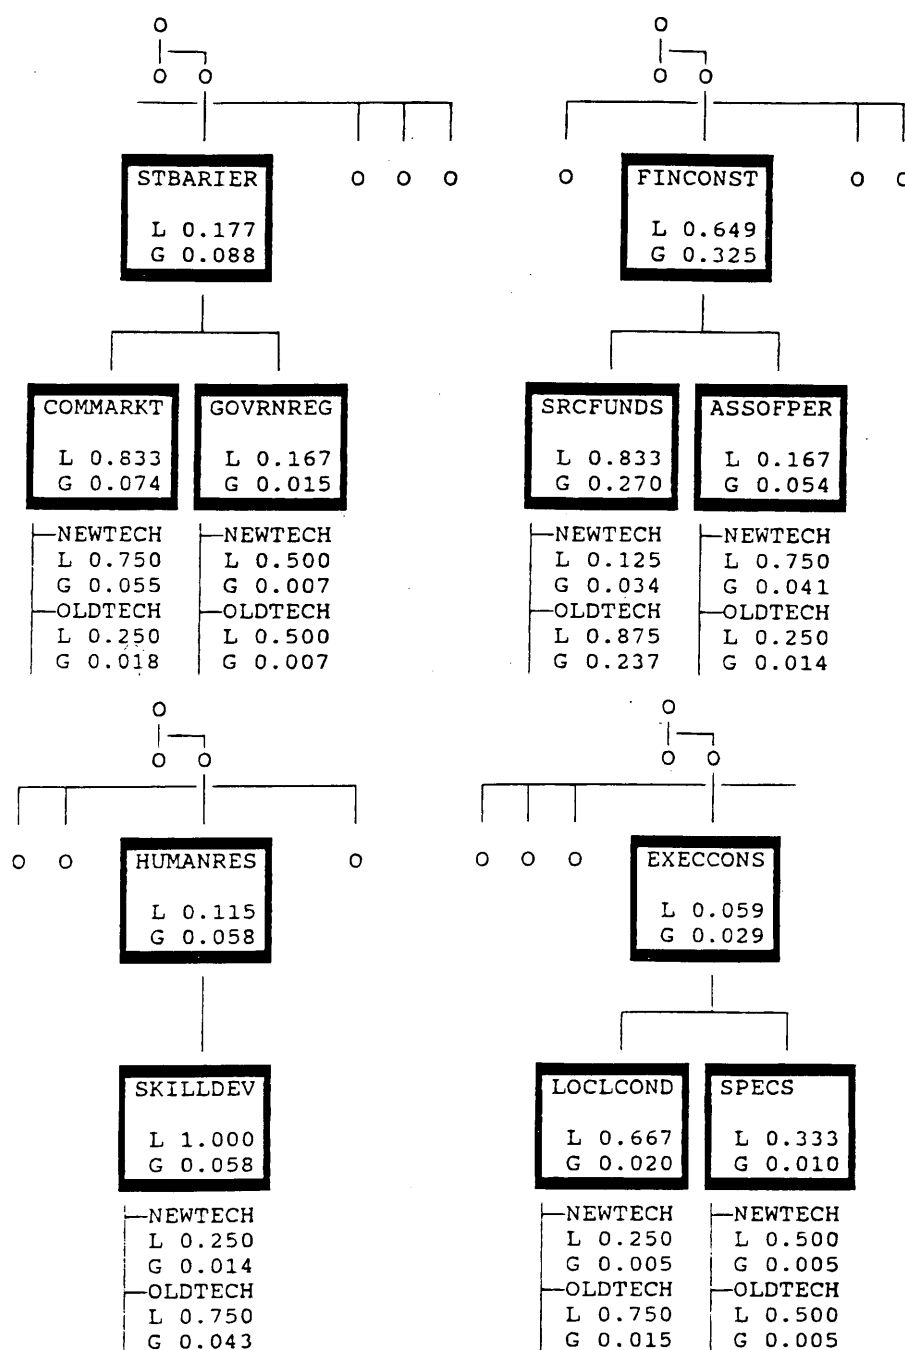 STBARIER
L 0.177
G 0.088
COMMARKT
L 0.833
G 0.074
NEWTECH
L 0.750
G 0.055
OLDTECH
L 0.250
G 0.018
GOVRNREG
L 0.167
G 0.015
NEWTECH
L 0.500
G 0.007
OLDTECH
L 0.500
G 0.007
FINCONST
L 0.649
G 0.325
SRCFUNDS
L 0.833
G 0.270
NEWTECH
L 0.125
G 0.034
OLDTECH
L 0.875
G 0.237
ASSOFPER
L 0.167
G 0.054
NEWTECH
L 0.750
G 0.041
OLDTECH
L 0.250
G 0.014
HUMANRES
L 0.115
G 0.058
SKILLDEV
L 1.000
G 0.058
NEWTECH
L 0.250
G 0.014
OLDTECH
L 0.750
G 0.043
EXECCONS
L 0.059
G 0.029
LOCLCOND
L 0.667
G 0.020
NEWTECH
L 0.250
G 0.005
OLDTECH
L 0.750
G 0.015
SPECS
L 0.333
G 0.010
NEWTECH
L 0.500
G 0.005
OLDTECH
L 0.500
G 0.005